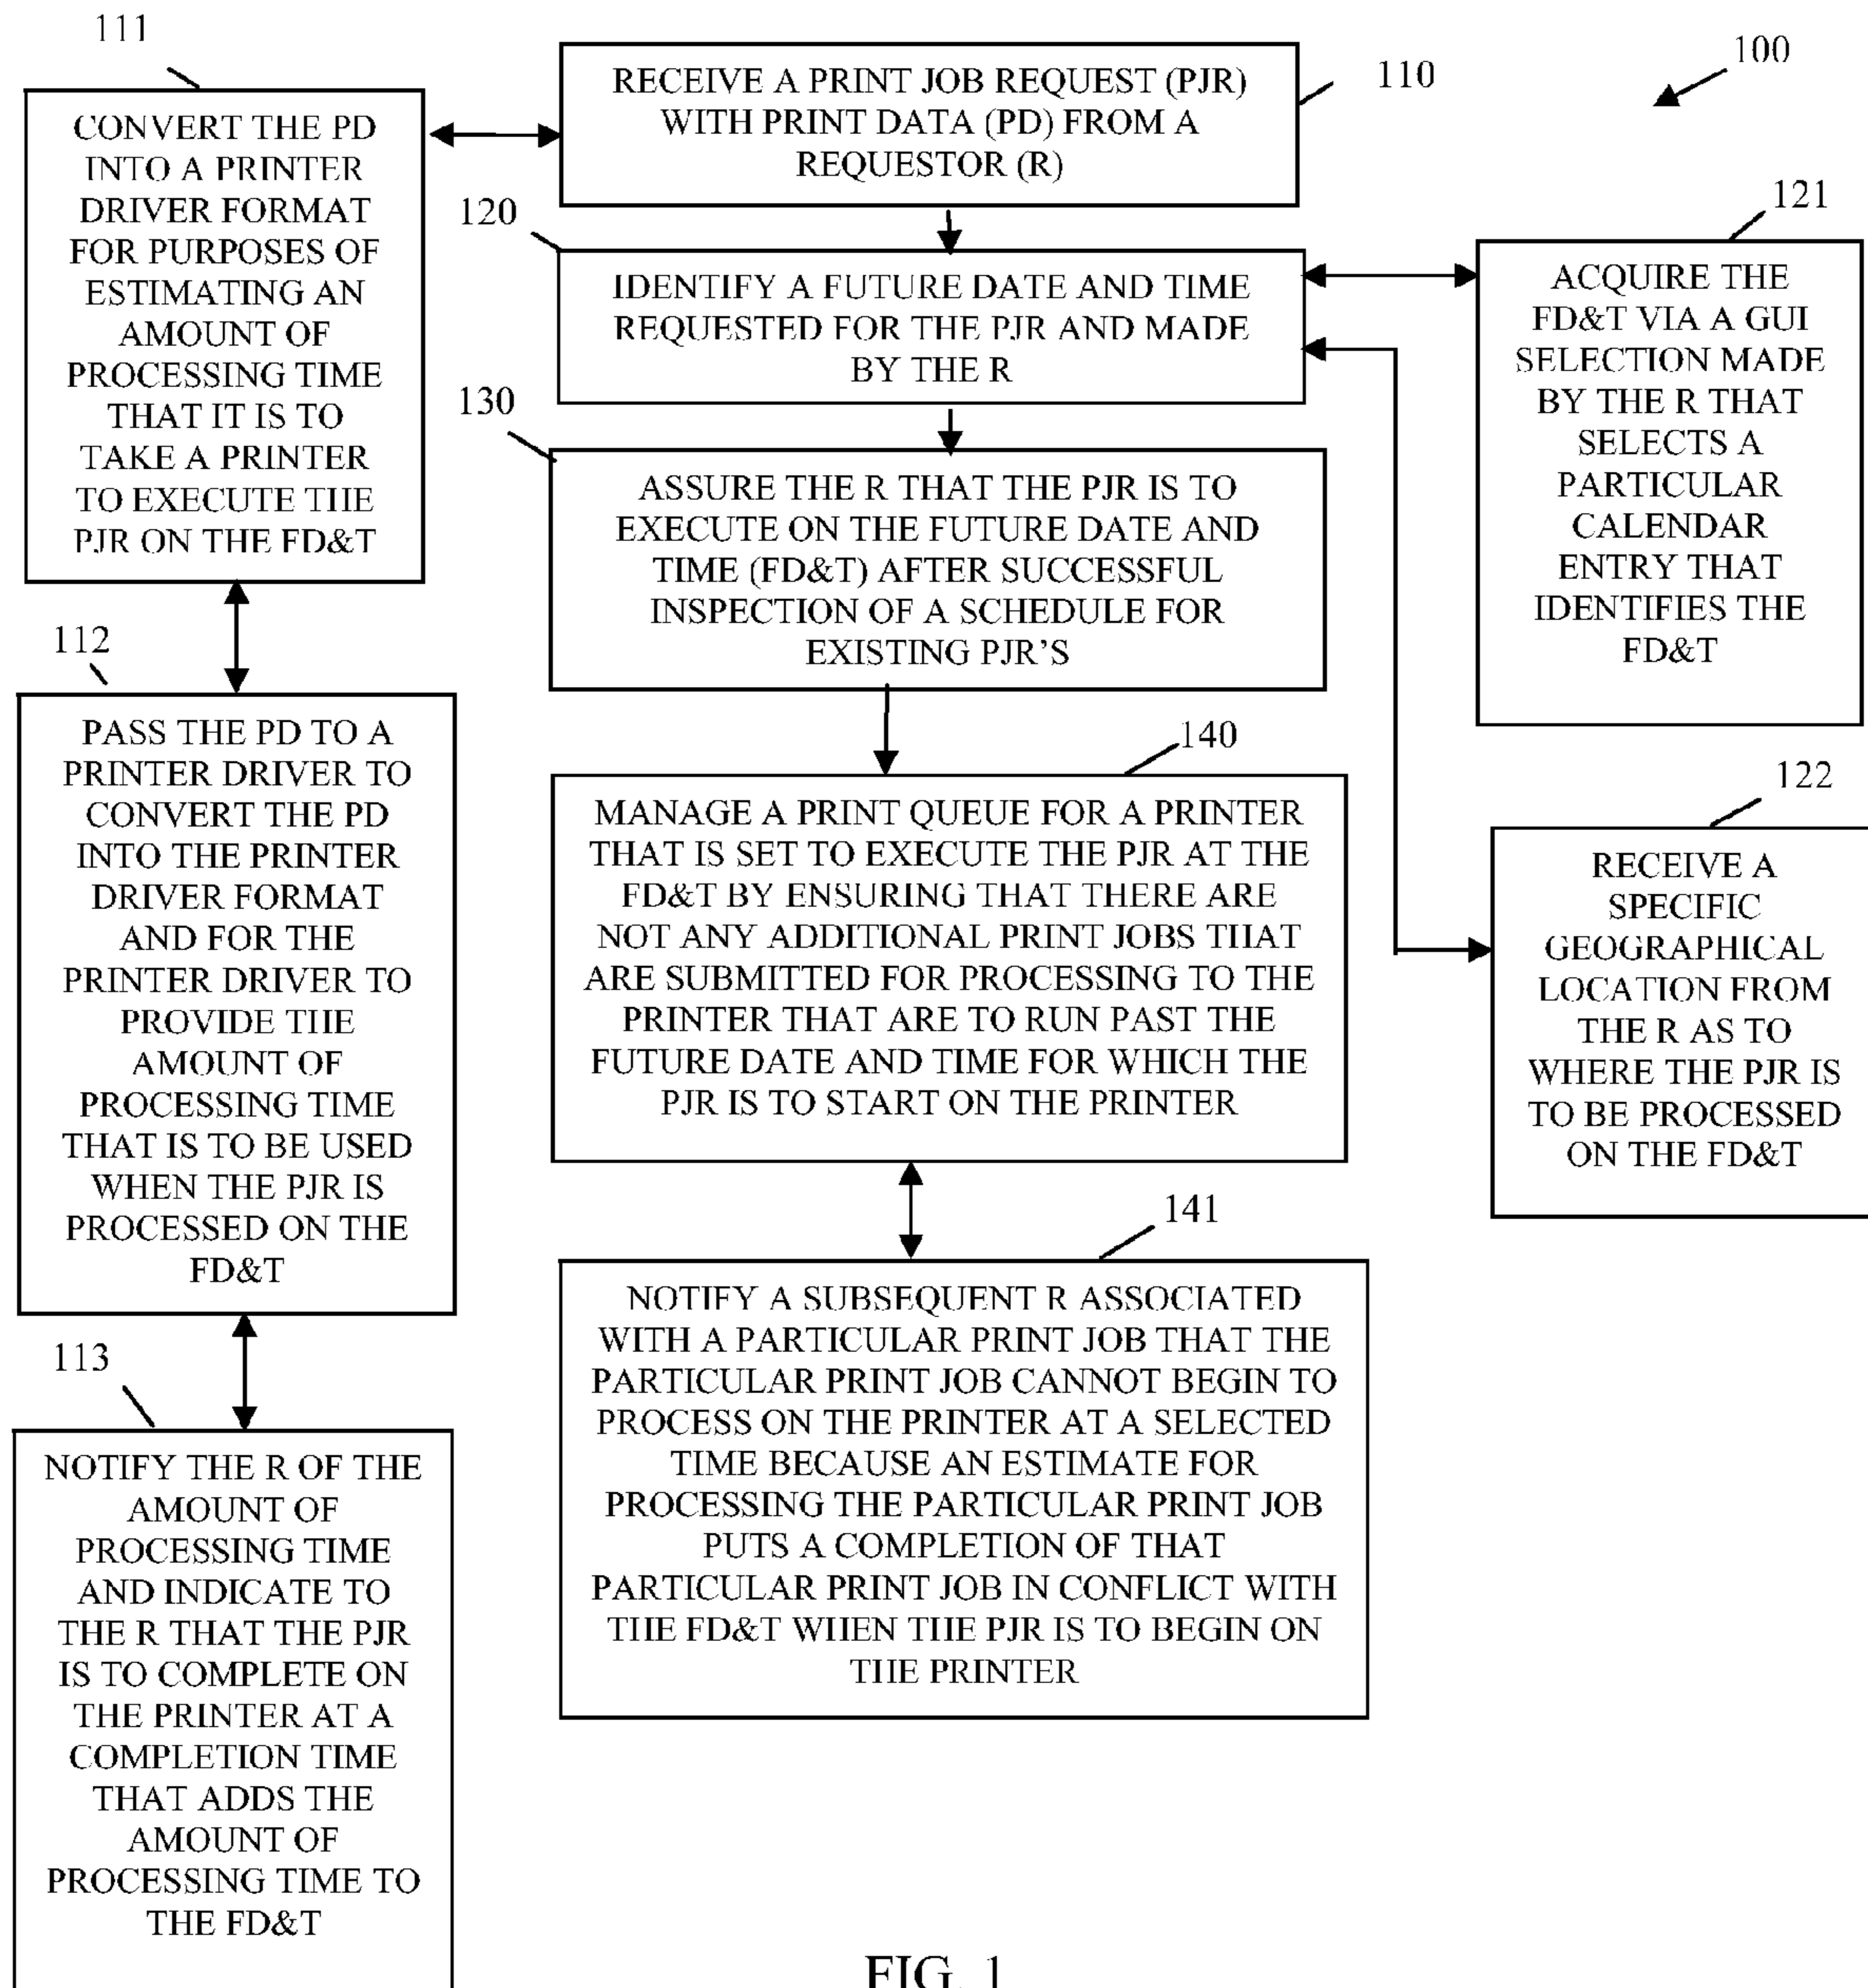 100
111
CONVERT THE PD
INTO A PRINTER
DRIVER FORMAT
FOR PURPOSES OF
ESTIMATING AN
AMOUNT OF
PROCESSING TIME
THAT IT IS TO
TAKE A PRINTER
TO EXECUTE THE
PJR ON THE FD&T
112
PASS THE PD TO A
PRINTER DRIVER TO
CONVERT THE PD
INTO THE PRINTER
DRIVER FORMAT
AND FOR THE
PRINTER DRIVER TO
PROVIDE THE
AMOUNT OF
PROCESSING TIME
THAT IS TO BE USED
WHEN THE PJR IS
PROCESSED ON THE
FD&T
113
NOTIFY THE R OF THE
AMOUNT OF
PROCESSING TIME
AND INDICATE TO
THE R THAT THE PJR
IS TO COMPLETE ON
THE PRINTER AT A
COMPLETION TIME
THAT ADDS THE
AMOUNT OF
PROCESSING TIME TO
THE FD&T
110
RECEIVE A PRINT JOB REQUEST (PJR)
WITH PRINT DATA (PD) FROM A
REQUESTOR (R)
120
IDENTIFY A FUTURE DATE AND TIME
REQUESTED FOR THE PJR AND MADE
BY THE R
130
ASSURE THE R THAT THE PJR IS TO
EXECUTE ON THE FUTURE DATE AND
TIME (FD&T) AFTER SUCCESSFUL
INSPECTION OF A SCHEDULE FOR
EXISTING PJR'S
140
MANAGE A PRINT QUEUE FOR A PRINTER
THAT IS SET TO EXECUTE THE PJR AT THE
FD&T BY ENSURING THAT THERE ARE
NOT ANY ADDITIONAL PRINT JOBS THAT
ARE SUBMITTED FOR PROCESSING TO THE
PRINTER THAT ARE TO RUN PAST THE
FUTURE DATE AND TIME FOR WHICH THE
PJR IS TO START ON THE PRINTER
141
NOTIFY A SUBSEQUENT R ASSOCIATED
WITH A PARTICULAR PRINT JOB THAT THE
PARTICULAR PRINT JOB CANNOT BEGIN TO
PROCESS ON THE PRINTER AT A SELECTED
TIME BECAUSE AN ESTIMATE FOR
PROCESSING THE PARTICULAR PRINT JOB
PUTS A COMPLETION OF THAT
PARTICULAR PRINT JOB IN CONFLICT WITH
THE FD&T WHEN THE PJR IS TO BEGIN ON
THE PRINTER
121
ACQUIRE THE
FD&T VIA A GUI
SELECTION MADE
BY THE R THAT
SELECTS A
PARTICULAR
CALENDAR
ENTRY THAT
IDENTIFIES THE
FD&T
122
RECEIVE A
SPECIFIC
GEOGRAPHICAL
LOCATION FROM
THE R AS TO
WHERE THE PJR IS
TO BE PROCESSED
ON THE FD&T
FIG. 1